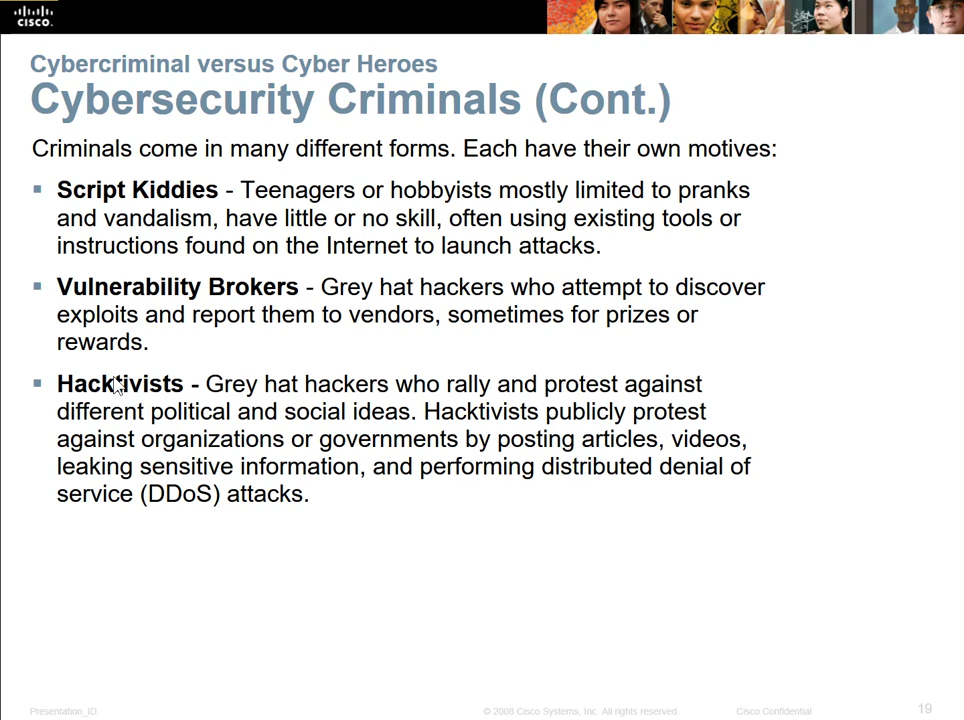 cisco.
Cybercriminal versus Cyber Heroes
Cybersecurity Criminals (Cont.)
Criminals come in many different forms. Each have their own motives:
▪ Script Kiddies - Teenagers or hobbyists mostly limited to pranks
and vandalism, have little or no skill, often using existing tools or
instructions found on the Internet to launch attacks.
▪ Vulnerability Brokers - Grey hat hackers who attempt to discover
exploits and report them to vendors, sometimes for prizes or
rewards.
▪ Hacktivists - Grey hat hackers who rally and protest against
different political and social ideas. Hacktivists publicly protest
against organizations or governments by posting articles, videos,
leaking sensitive information, and performing distributed denial of
service (DDoS) attacks.
Presentation_ID © 2008 Cisco Systems, Inc. All rights reserved. Cisco Confidential 19